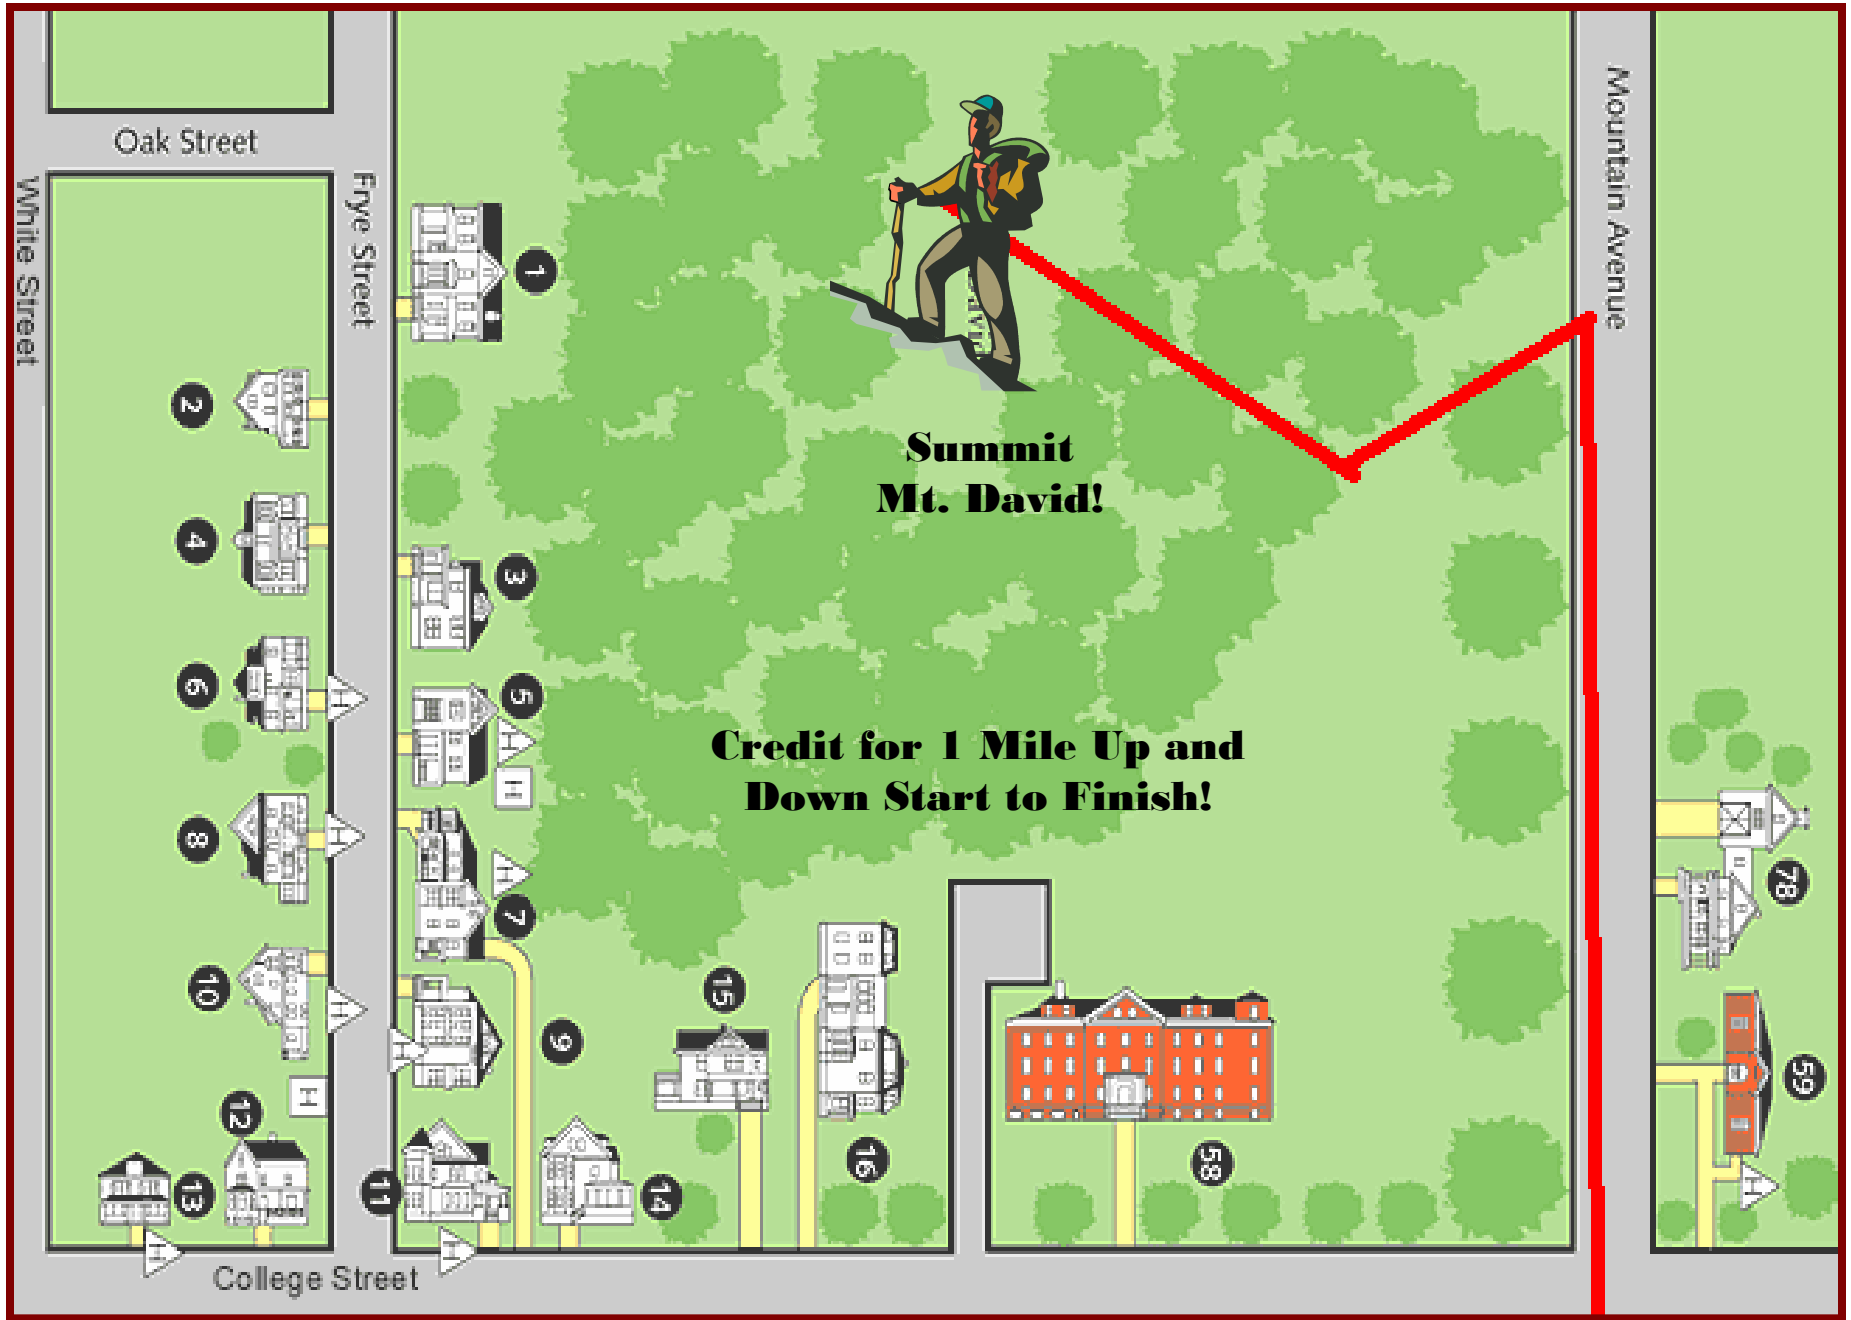 Oak Street
White Street
Frye Street
Mountain Avenue
1
2
Summit
Mt. David!
4
3
6
H
5
H
H
Credit for 1 Mile Up and
Down Start to Finish!
8
H
H
7
78
10
H
15
9
H
59
H
12
16
58
13
11
14
H
H
H
College Street